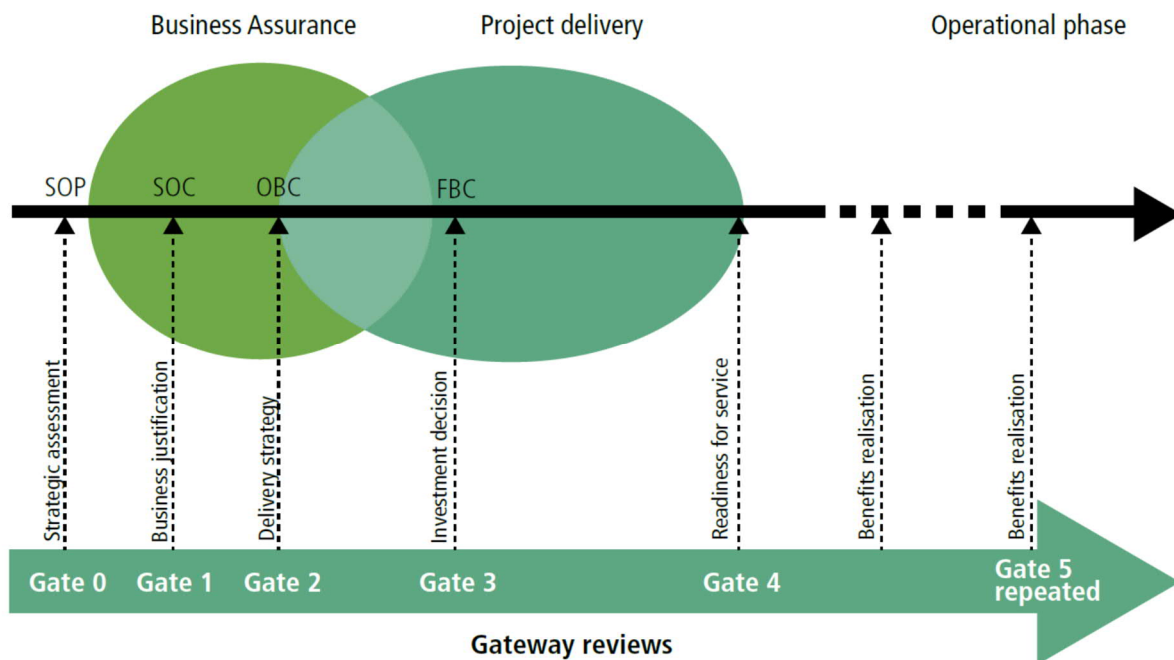 Business Assurance
Project delivery
Operational phase
SOP
SOC
OBC
FBC
Strategic assessment
Business justification
Delivery strategy
Investment decision
Readiness for service
Benefits realisation
Benefits realisation
Gate 0
Gate 1
Gate 2
Gate 3
Gate 4
Gate 5
repeated
Gateway reviews